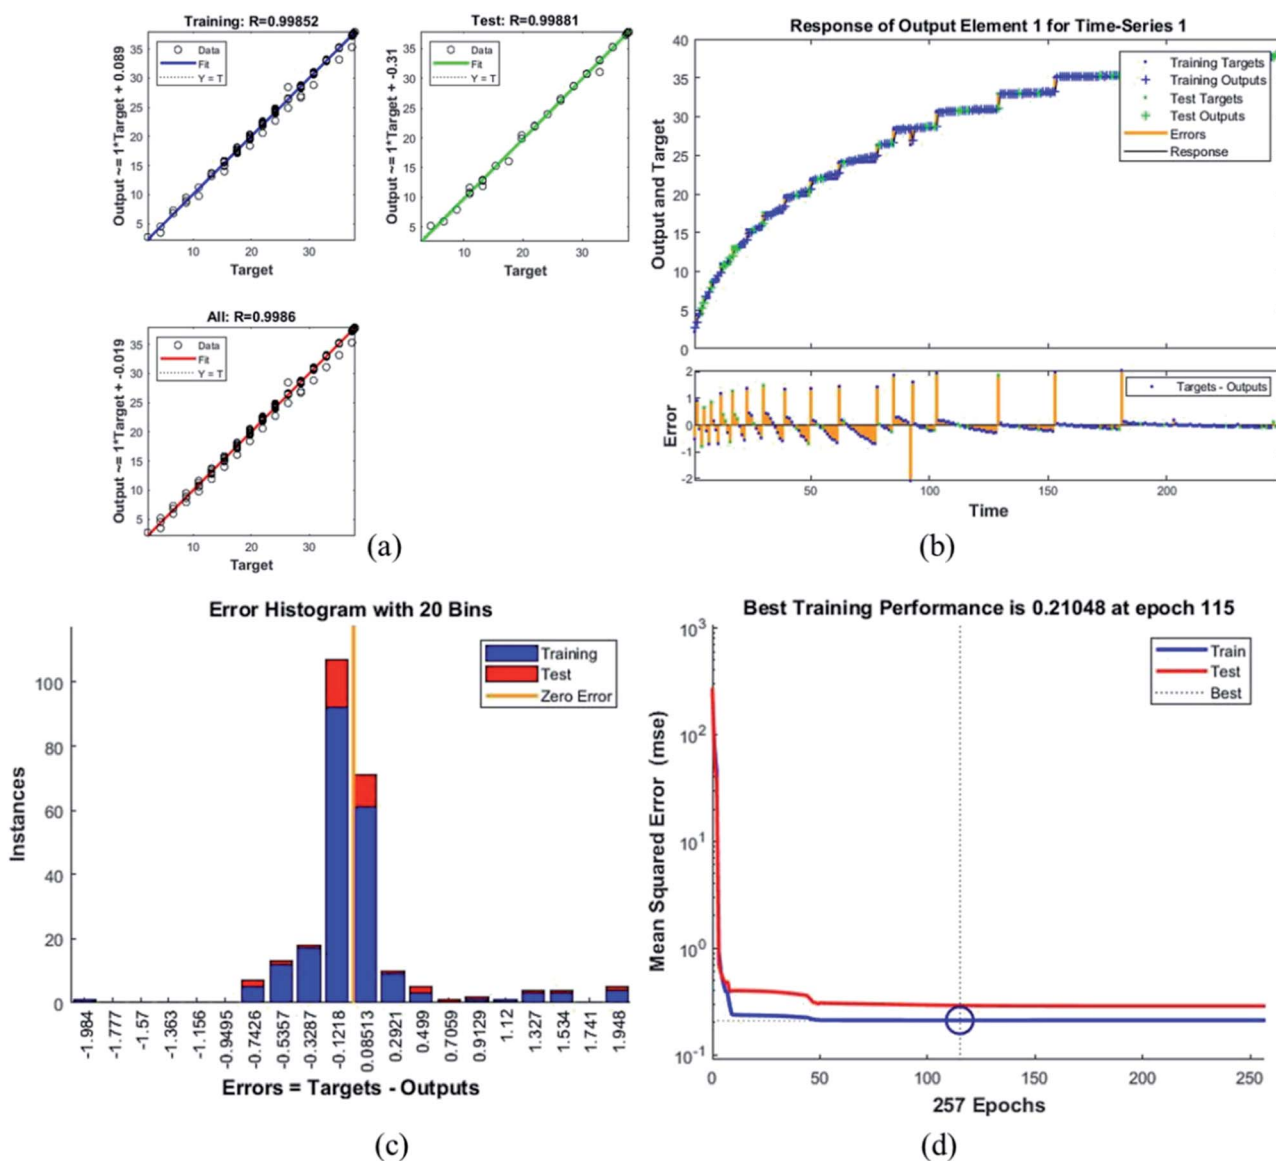 Training: R=0.99852
Output ~= 1*Target + 0.089
35
30
25
20
15
10
5
Data
Fit
Y = T
10
20
30
Target
Test: R=0.99881
Output ~= 1*Target + -0.31
35
30
25
20
15
10
5
Data
Fit
Y = T
10
20
30
Target
All: R=0.9986
Output ~= 1*Target + -0.019
35
30
25
20
15
10
5
Data
Fit
Y = T
10
20
30
Target
(a)
Response of Output Element 1 for Time-Series 1
Output and Target
40
35
30
25
20
15
10
5
0
Training Targets
Training Outputs
Test Targets
Test Outputs
Errors
Response
Error
2
1
0
-1
-2
Targets - Outputs
50
100
150
200
Time
(b)
Error Histogram with 20 Bins
Instances
100
80
60
40
20
0
Training
Test
Zero Error
-1.984
-1.777
-1.57
-1.363
-1.156
-0.9495
-0.7426
-0.5357
-0.3287
-0.1218
0.08513
0.2921
0.499
0.7059
0.9129
1.12
1.327
1.534
1.741
1.948
Errors = Targets - Outputs
(c)
Best Training Performance is 0.21048 at epoch 115
Mean Squared Error (mse)
10³
10²
10¹
10⁰
10⁻¹
Train
Test
Best
0
50
100
150
200
250
257 Epochs
(d)